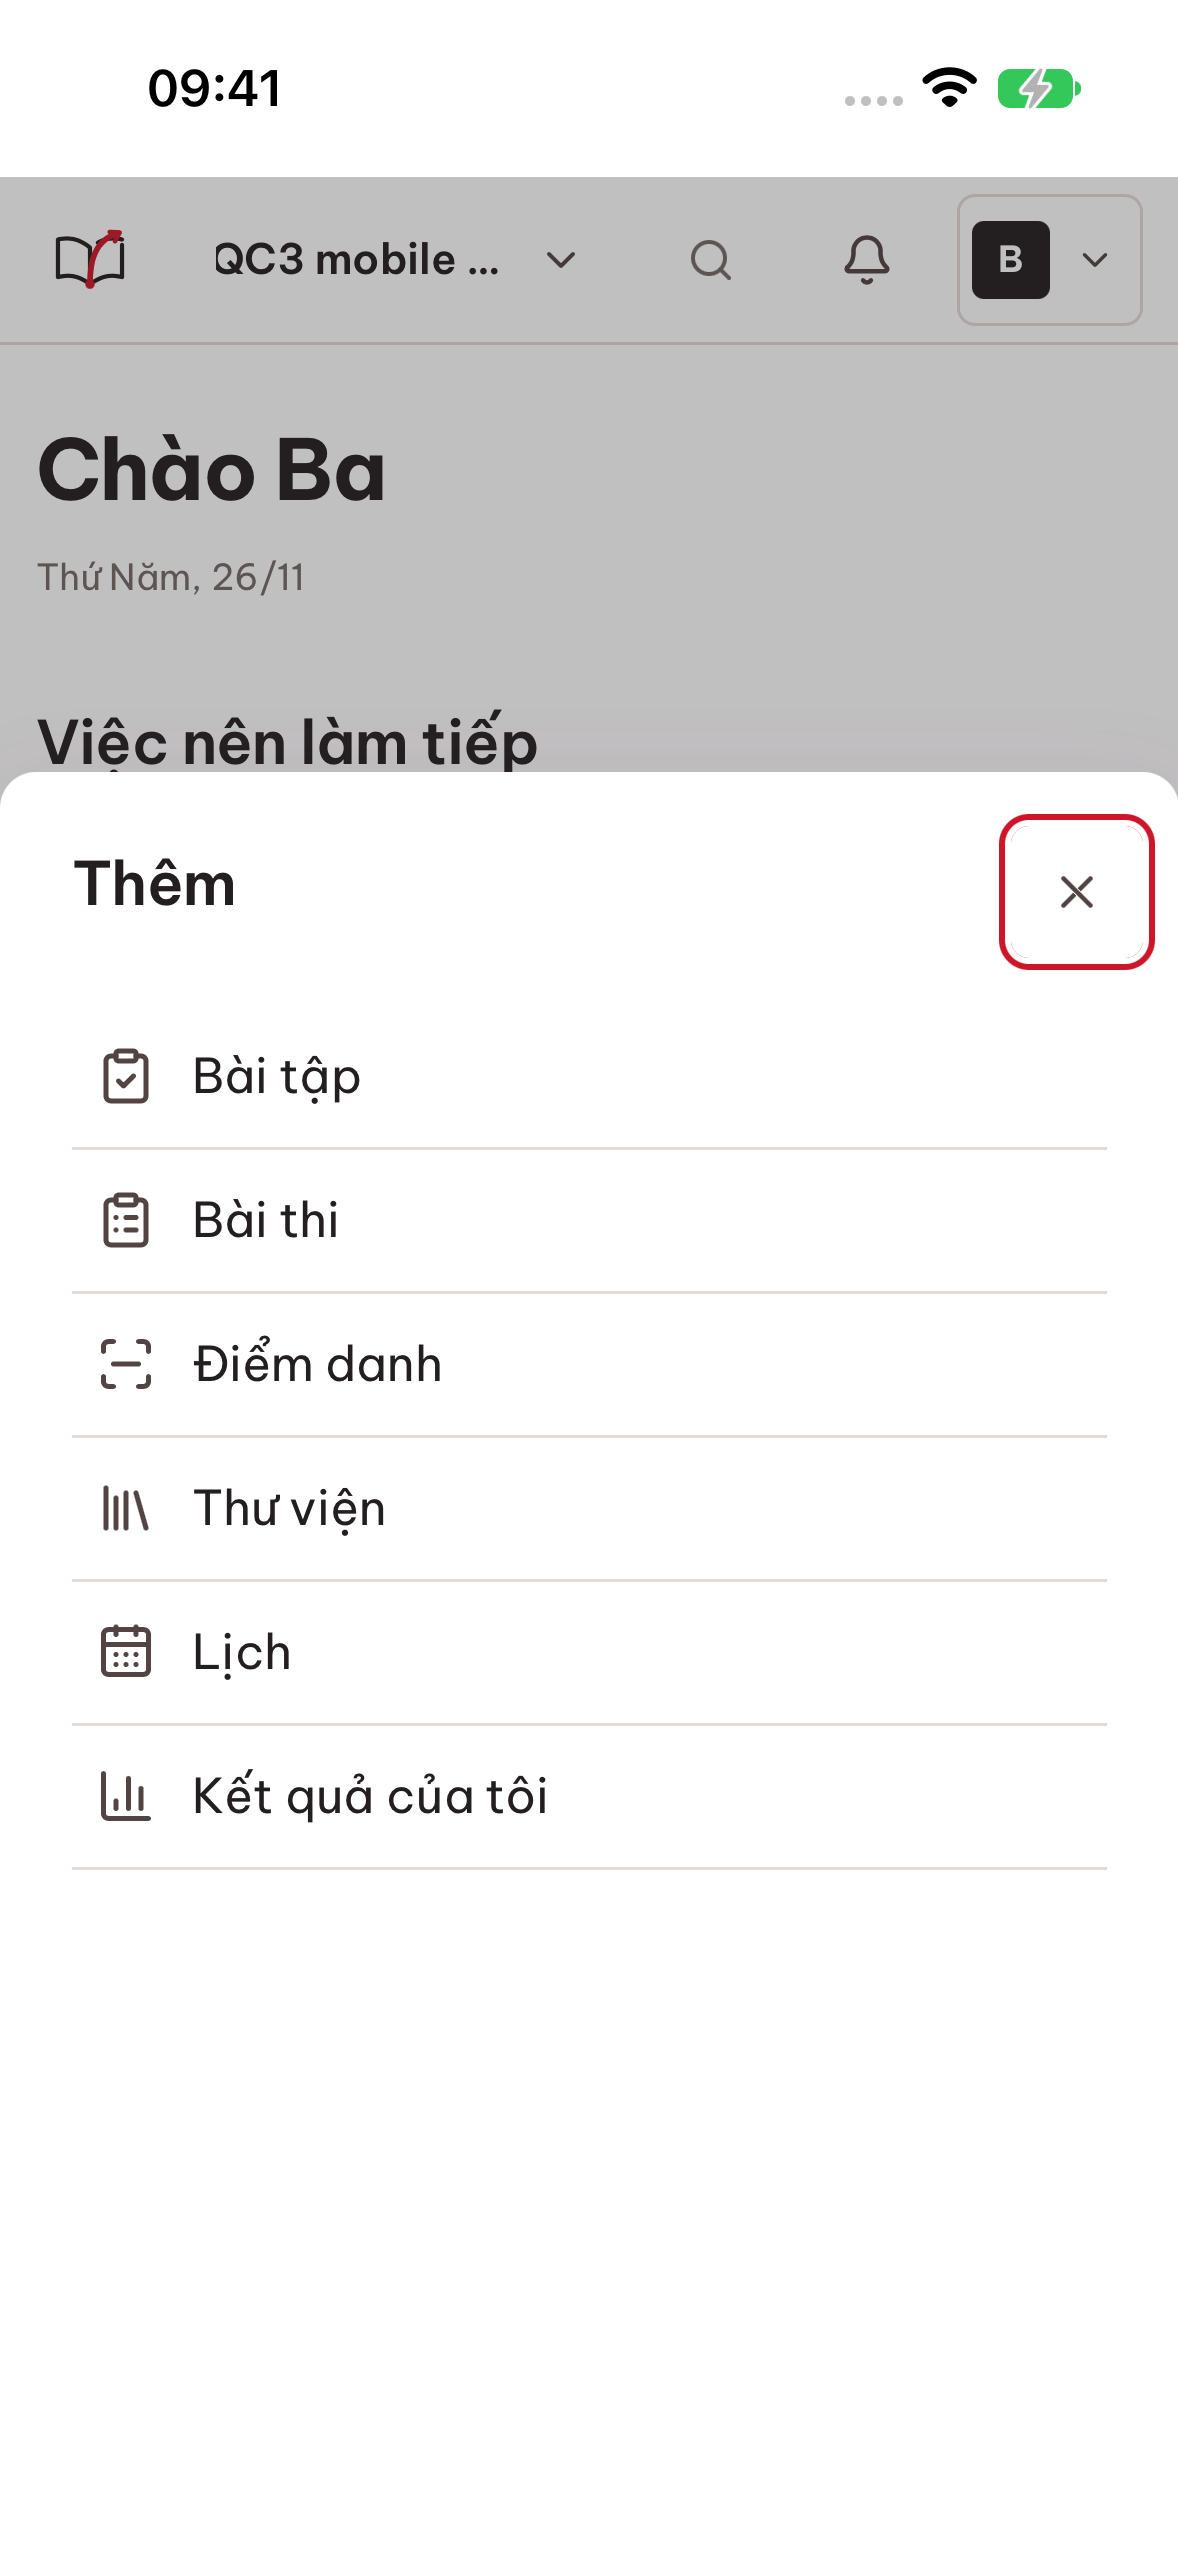 09:41
QC3 mobile ...
B
Chào Ba
Thứ Năm, 26/11
Việc nên làm tiếp
Thêm
Bài tập
Bài thi
Điểm danh
Thư viện
Lịch
Kết quả của tôi